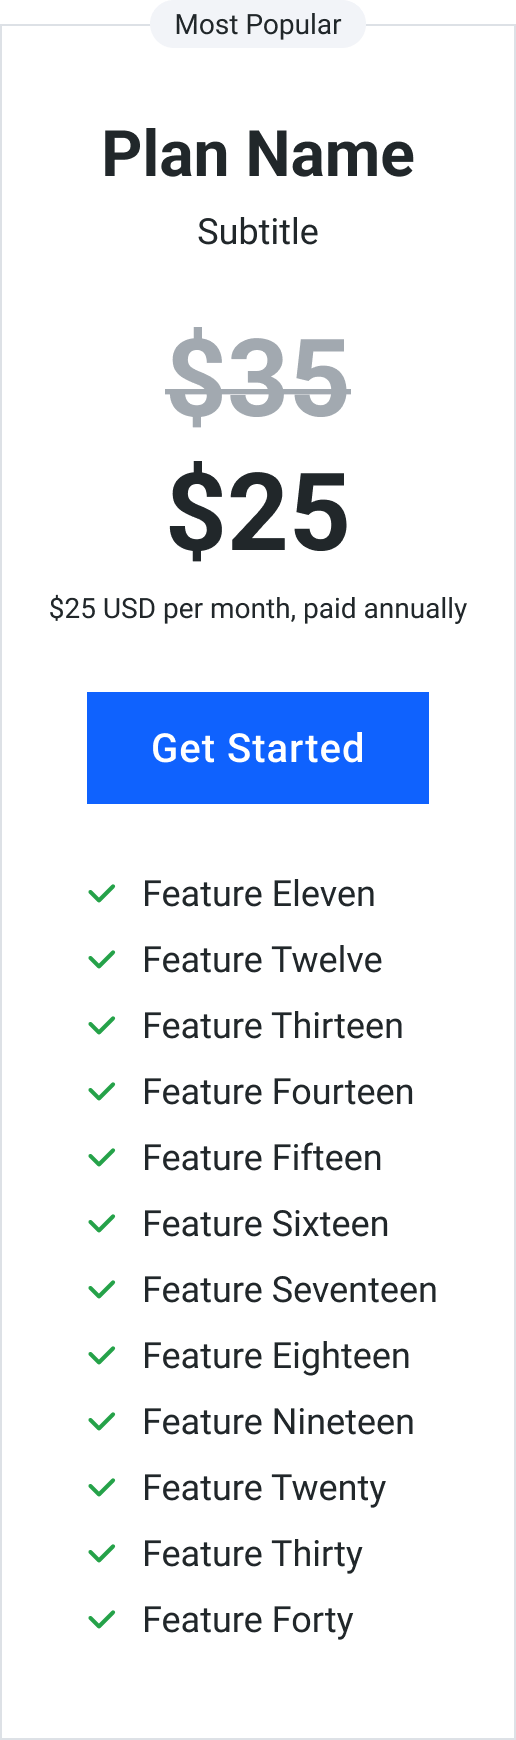 Most Popular
Plan Name
Subtitle
$35
$25
$25 USD per month, paid annually
Get Started
Feature Eleven
Feature Twelve
Feature Thirteen
Feature Fourteen
Feature Fifteen
Feature Sixteen
Feature Seventeen
Feature Eighteen
Feature Nineteen
Feature Twenty
Feature Thirty
Feature Forty